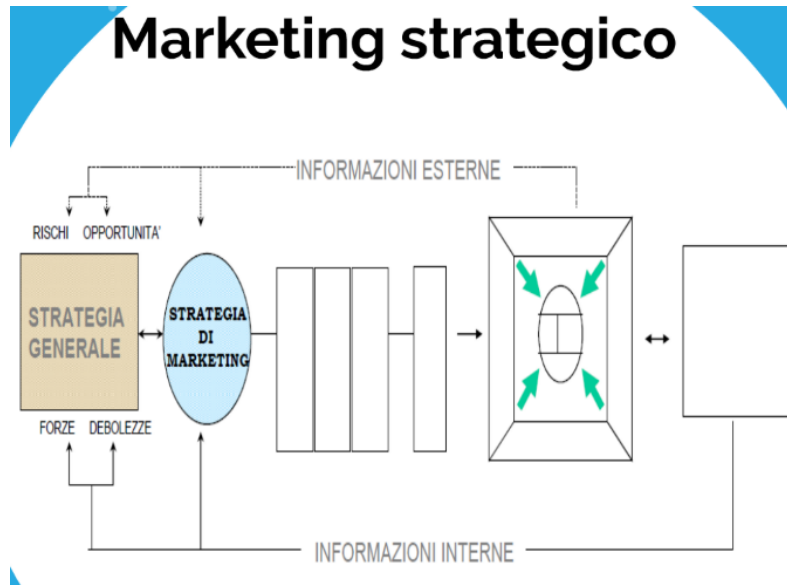 Marketing strategico
INFORMAZIONI ESTERNE
RISCHI OPPORTUNITA'
STRATEGIA
GENERALE
STRATEGIA
DI
MARKETING
FORZE DEBOLEZZE
INFORMAZIONI INTERNE